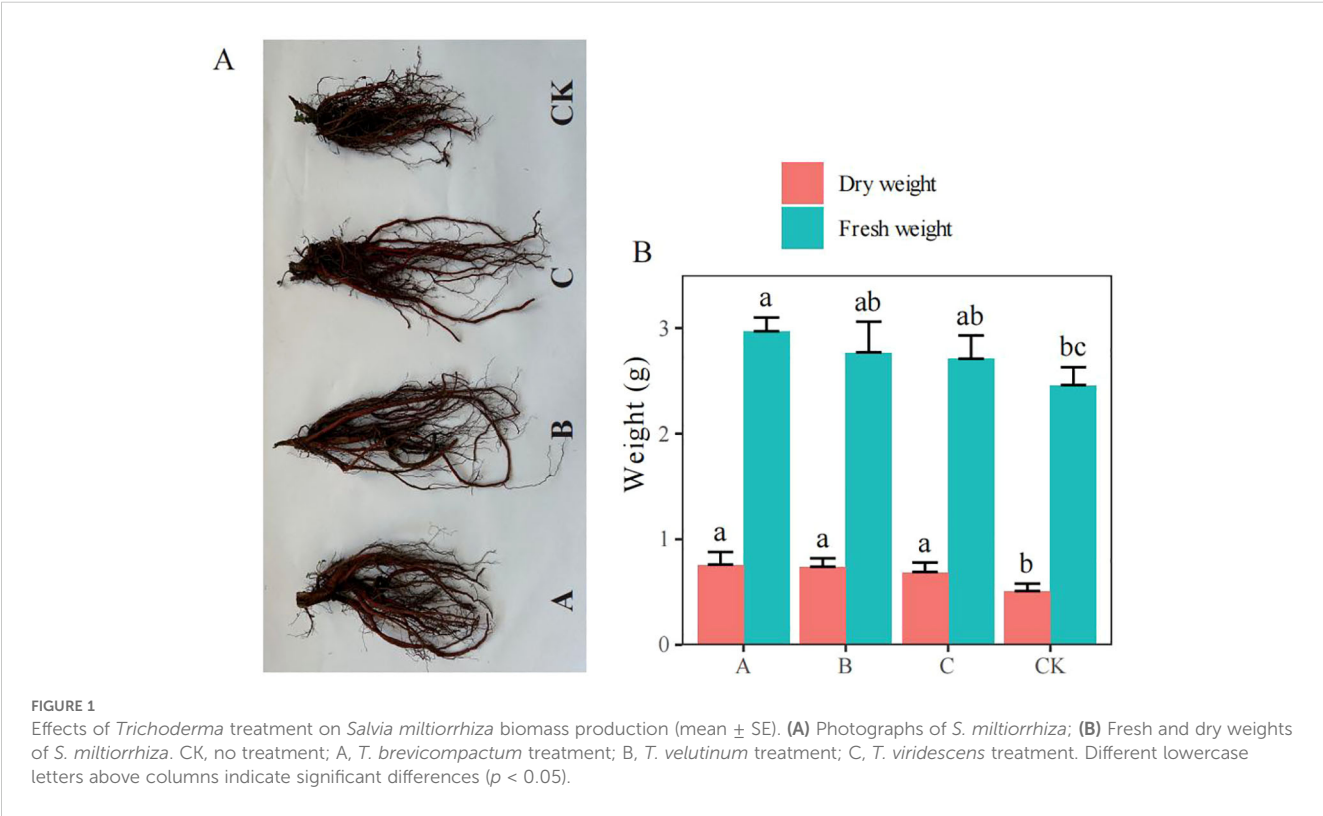 A
CK
C
B
A
Dry weight
Fresh weight
B
Weight (g)
3
2
1
0
a
a
a
ab
a
ab
b
bc
A
B
C
CK
FIGURE 1
Effects of Trichoderma treatment on Salvia miltiorrhiza biomass production (mean ± SE). (A) Photographs of S. miltiorrhiza; (B) Fresh and dry weights
of S. miltiorrhiza. CK, no treatment; A, T. brevicompactum treatment; B, T. velutinum treatment; C, T. viridescens treatment. Different lowercase
letters above columns indicate significant differences (p < 0.05).